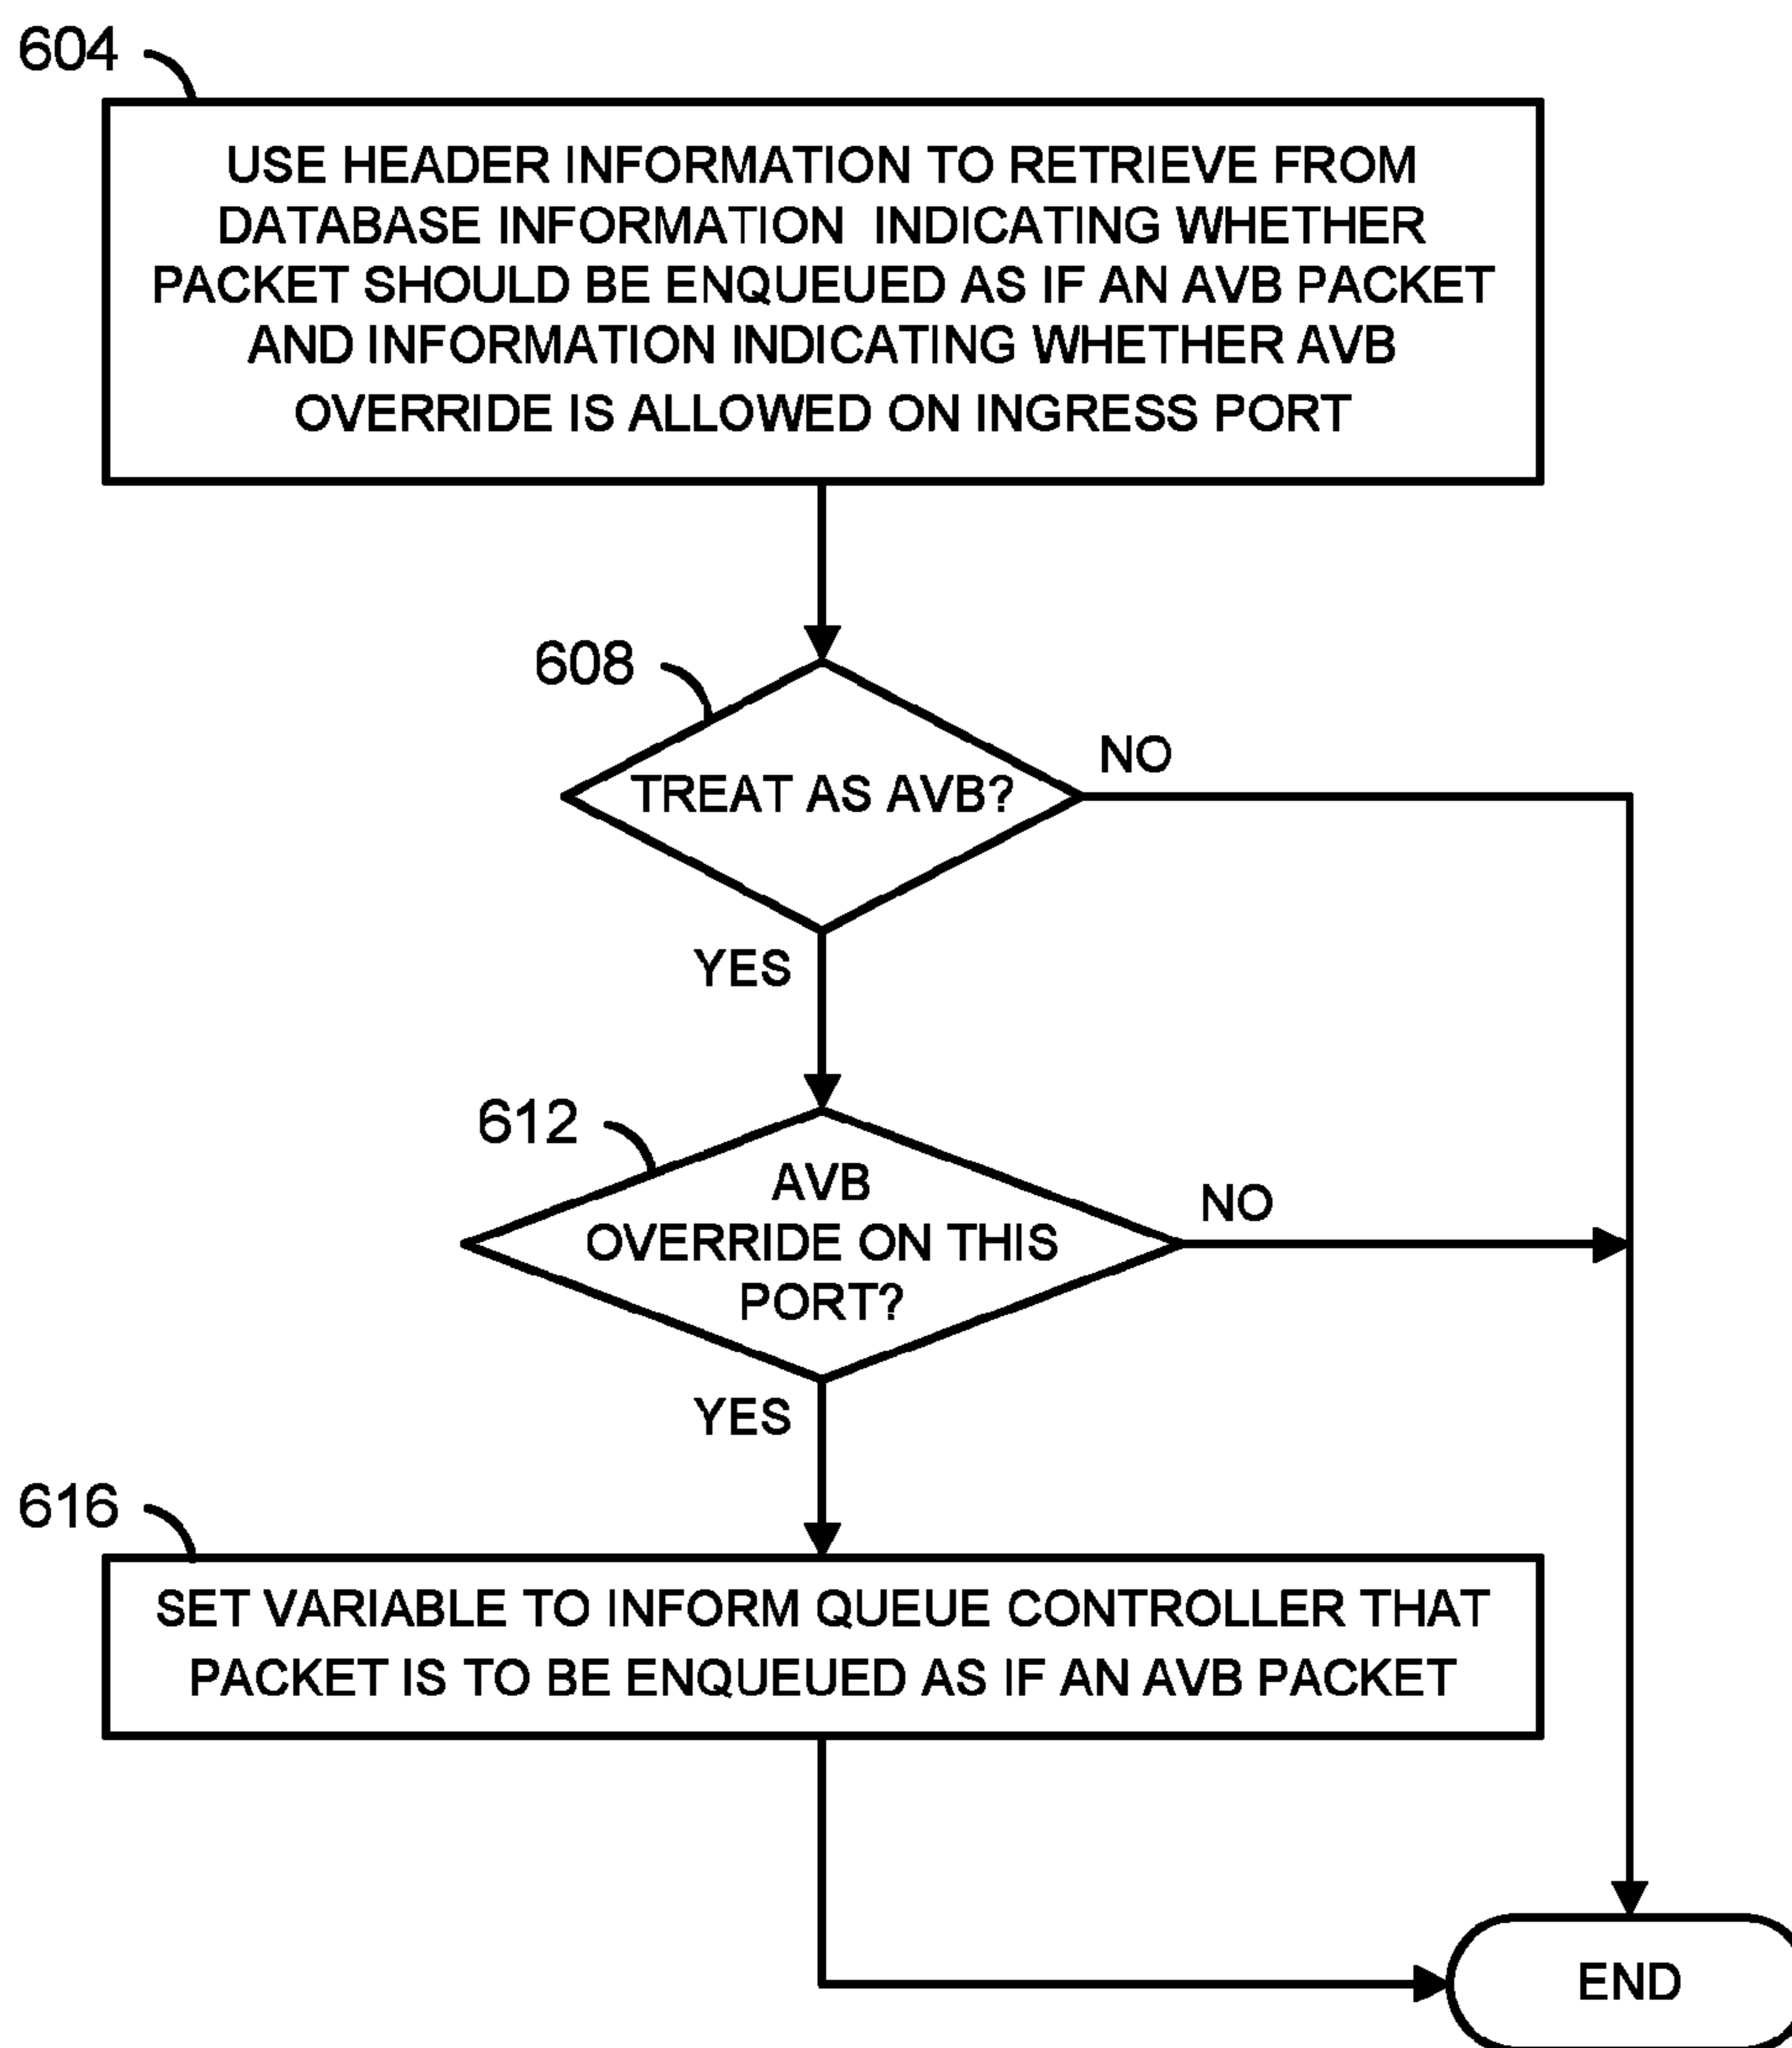 604
USE HEADER INFORMATION TO RETRIEVE FROM
DATABASE INFORMATION INDICATING WHETHER
PACKET SHOULD BE ENQUEUED AS IF AN AVB PACKET
AND INFORMATION INDICATING WHETHER AVB
OVERRIDE IS ALLOWED ON INGRESS PORT
608
TREAT AS AVB?
NO
YES
612
AVB
OVERRIDE ON THIS
PORT?
NO
YES
616
SET VARIABLE TO INFORM QUEUE CONTROLLER THAT
PACKET IS TO BE ENQUEUED AS IF AN AVB PACKET
END